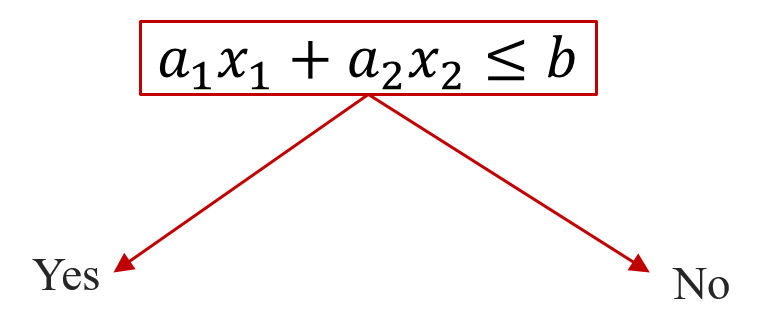 a₁x₁ + a₂x₂ ≤ b
Yes
No